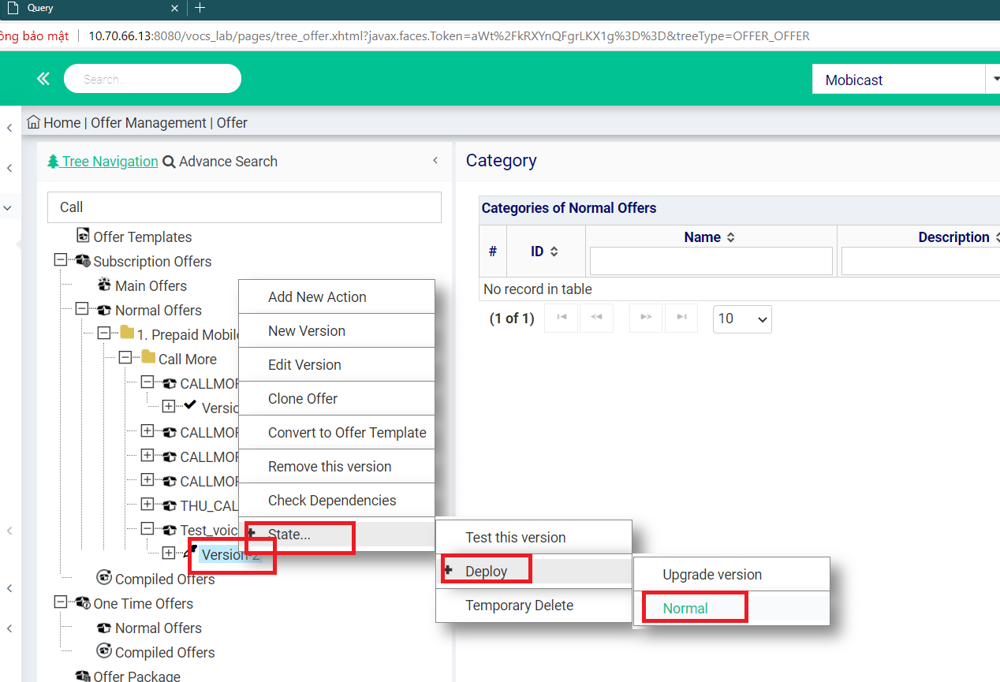 Query
ông bảo mật
10.70.66.13:8080/vocs_lab/pages/tree_offer.xhtml?javax.faces.Token=aWt%2FkRXYnQFgrLKX1g%3D%3D&treeType=OFFER_OFFER
Search...
Mobicast
Home | Offer Management | Offer
Tree Navigation Advance Search
Category
Call
Categories of Normal Offers
# ID Name Description
No record in table
(1 of 1) 10
Offer Templates
Subscription Offers
Main Offers
Normal Offers
1. Prepaid Mobile
Call More
CALLMOR
Versio
CALLMOR
CALLMOR
CALLMOR
THU_CAL
Test_voic
Version-2
Compiled Offers
One Time Offers
Normal Offers
Compiled Offers
Offer Package
Add New Action
New Version
Edit Version
Clone Offer
Convert to Offer Template
Remove this version
Check Dependencies
State...
Test this version
Deploy
Temporary Delete
Upgrade version
Normal